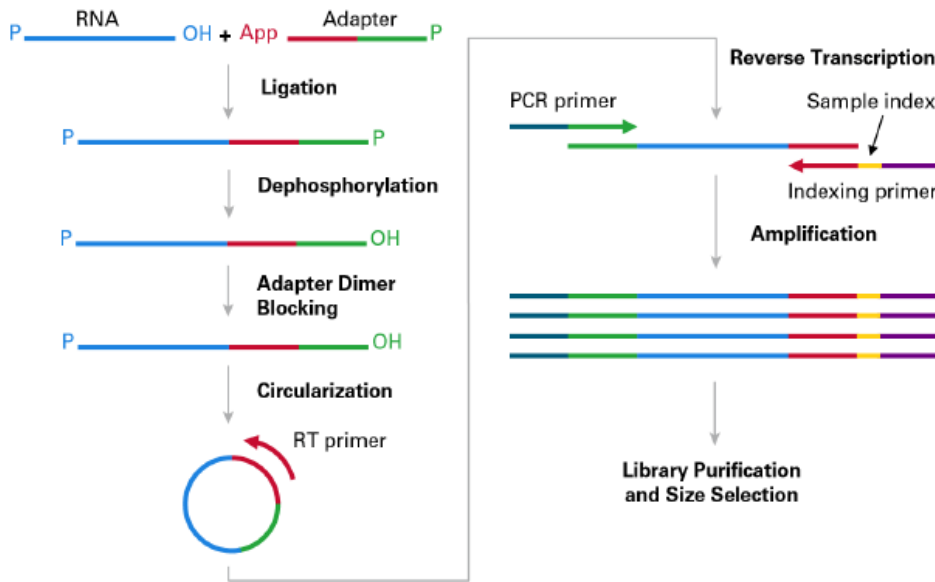 RNA Adapter
P OH + App P
Ligation
P P
Dephosphorylation
P OH
Adapter Dimer
Blocking
P OH
Circularization
RT primer
Reverse Transcription
PCR primer Sample index
Indexing primer
Amplification
Library Purification
and Size Selection